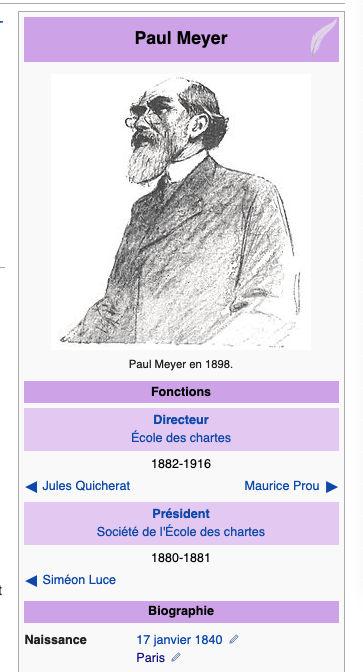 Paul Meyer
Paul Meyer en 1898.
Fonctions
Directeur
École des chartes
1882-1916
◀ Jules Quicherat Maurice Prou ▶
Président
Société de l'École des chartes
1880-1881
◀ Siméon Luce
Biographie
Naissance 17 janvier 1840
Paris